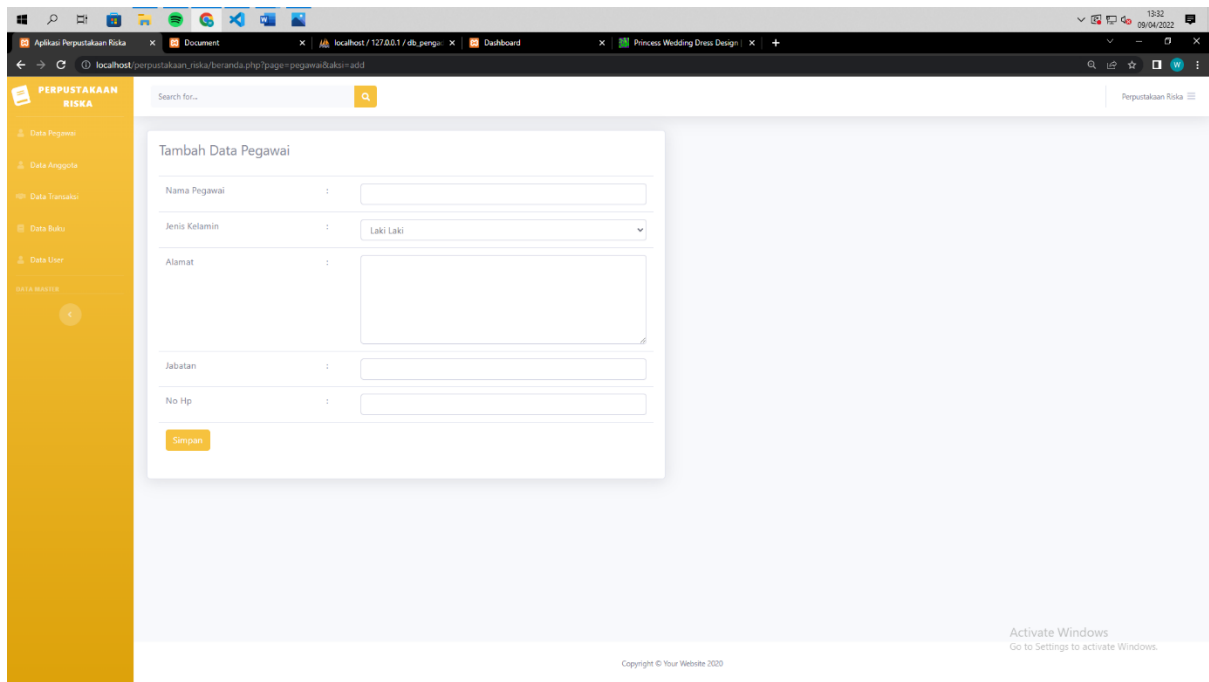 13:32
09/04/2022
Aplikasi Perpustakaan Riska
Document
localhost / 127.0.0.1 / db_pengad
Dashboard
Princess Wedding Dress Design |
localhost/perpustakaan_riska/beranda.php?page=pegawai&aksi=add
W
PERPUSTAKAAN
RISKA
Search for...
Perpustakaan Riska
Data Pegawai
Data Anggota
Data Transaksi
Data Buku
Data User
DATA MASTER
Tambah Data Pegawai
Nama Pegawai :
Jenis Kelamin : Laki Laki
Alamat :
Jabatan :
No Hp :
Simpan
Activate Windows
Go to Settings to activate Windows.
Copyright © Your Website 2020